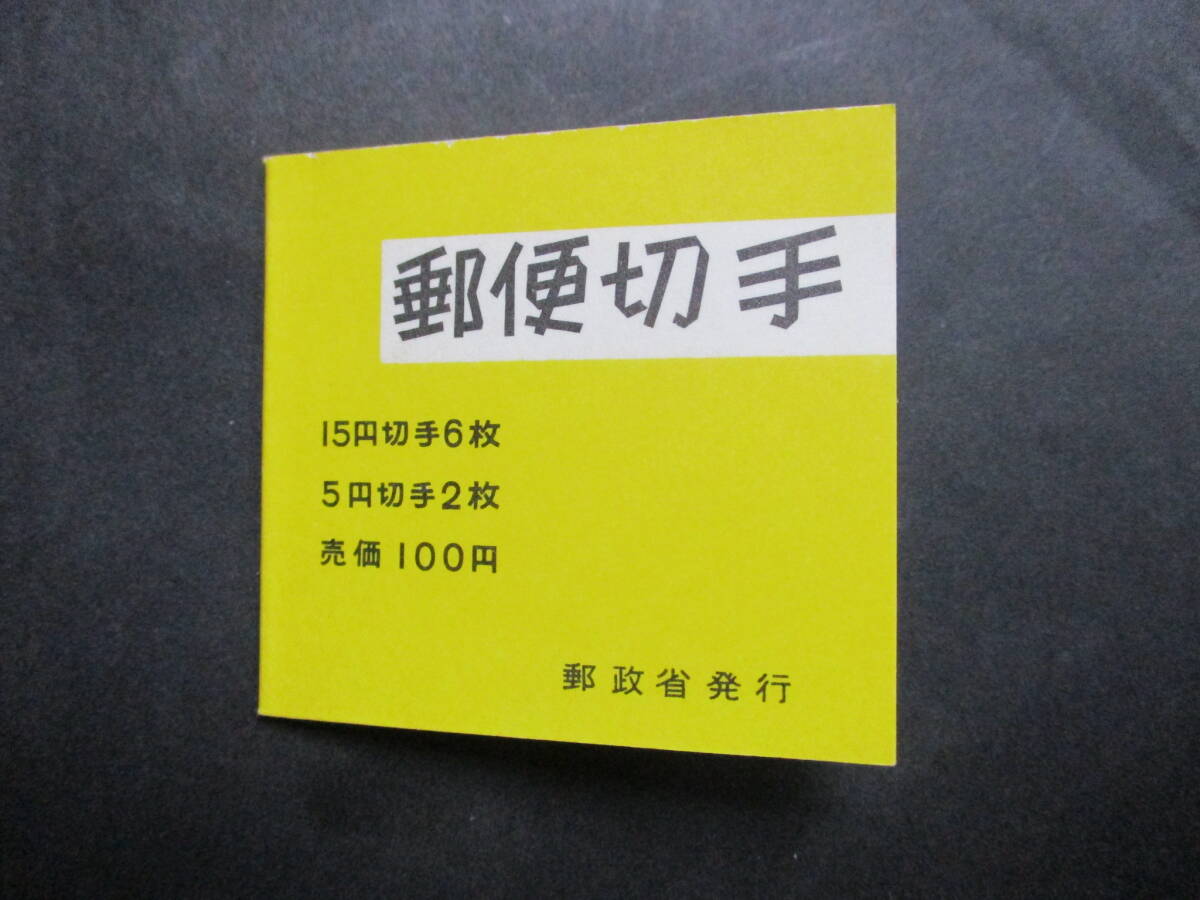 郵便切手
15円切手6枚
5円切手2枚
売価100円
郵政省発行